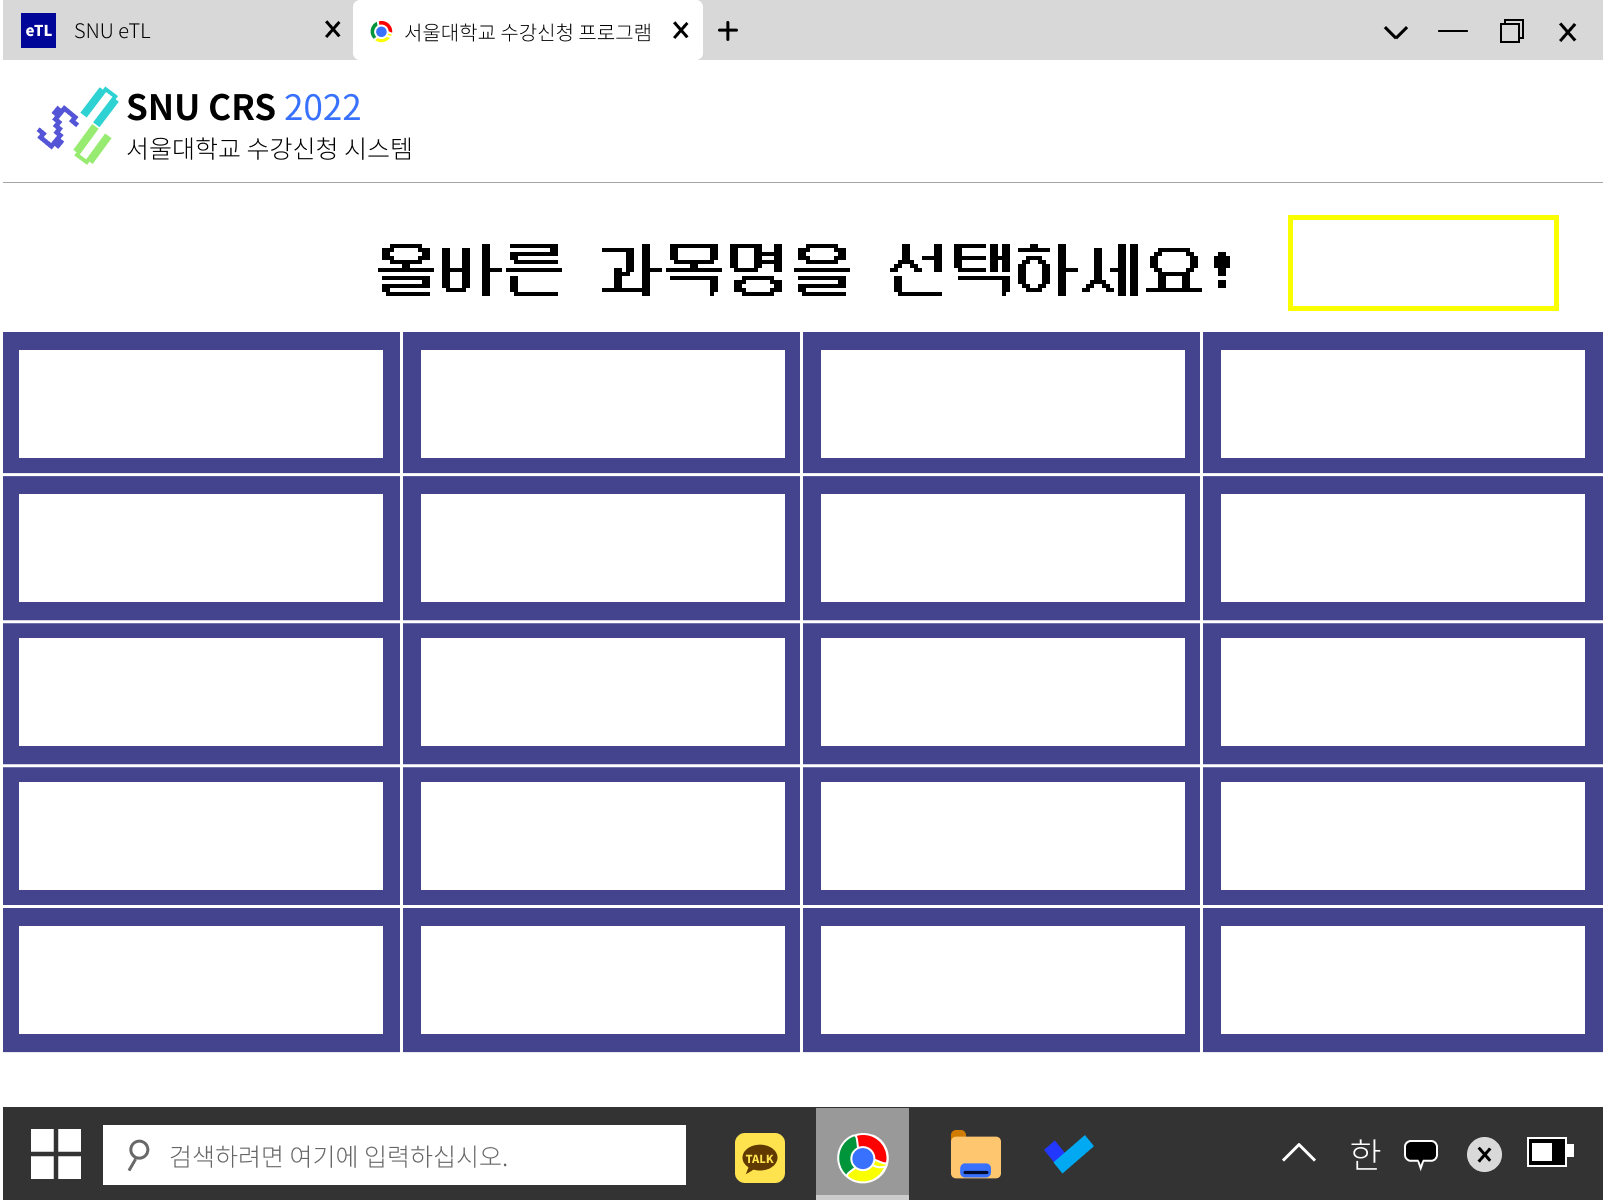 eTL SNU eTL
서울대학교 수강신청 프로그램
SNU CRS 2022
서울대학교 수강신청 시스템
올바른 과목명을 선택하세요!
검색하려면 여기에 입력하십시오.
TALK
한